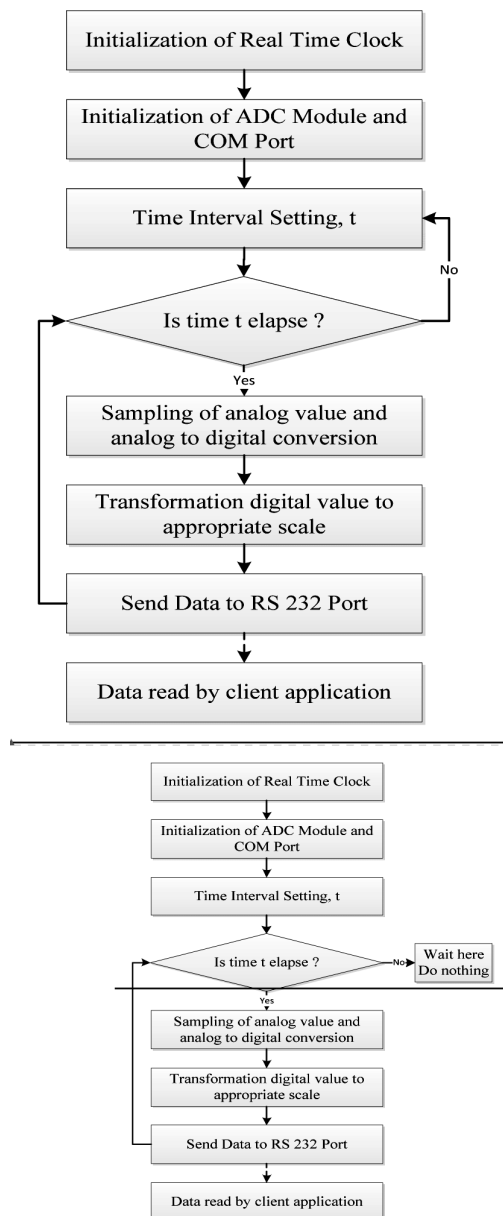 Initialization of Real Time Clock
Initialization of ADC Module and
COM Port
Time Interval Setting, t
No
Is time t elapse ?
Yes
Sampling of analog value and
analog to digital conversion
Transformation digital value to
appropriate scale
Send Data to RS 232 Port
Data read by client application
Initialization of Real Time Clock
Initialization of ADC Module and
COM Port
Time Interval Setting, t
Is time t elapse ?
No
Wait here
Do nothing
Yes
Sampling of analog value and
analog to digital conversion
Transformation digital value to
appropriate scale
Send Data to RS 232 Port
Data read by client application